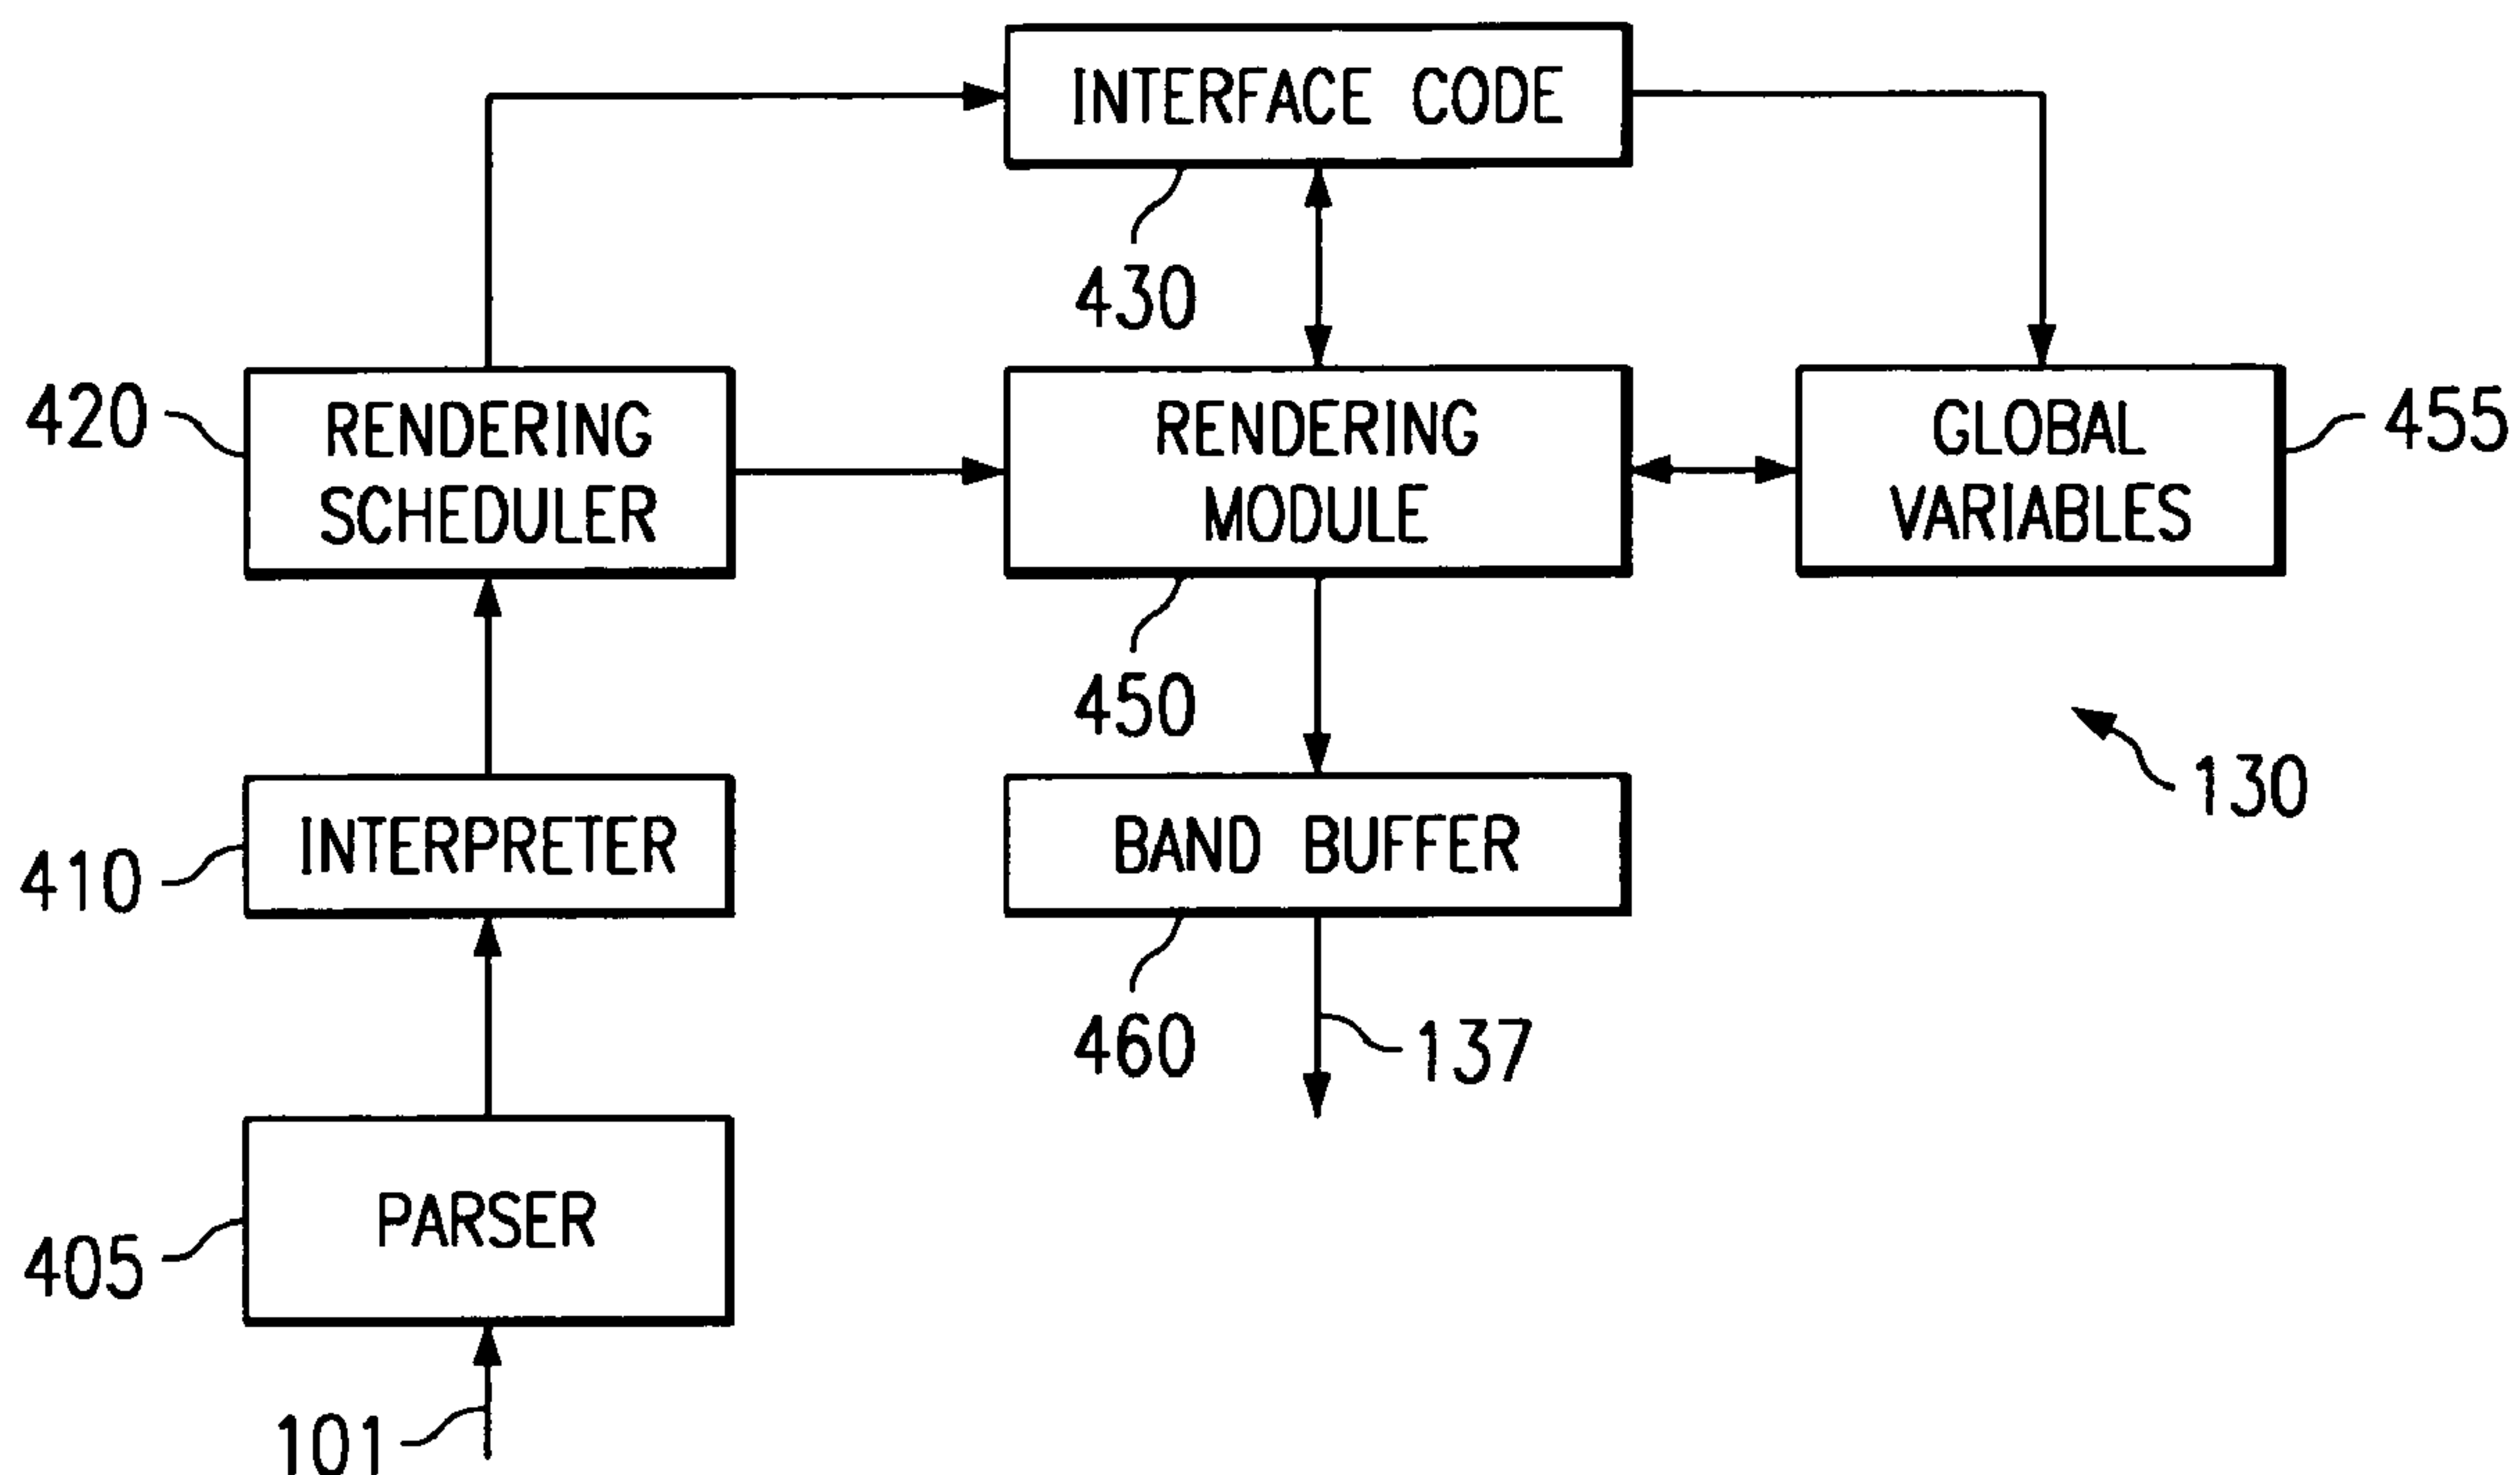 INTERFACE CODE
430
420
RENDERING
SCHEDULER
RENDERING
MODULE
GLOBAL
VARIABLES
455
450
130
410
INTERPRETER
BAND BUFFER
460
137
405
PARSER
101